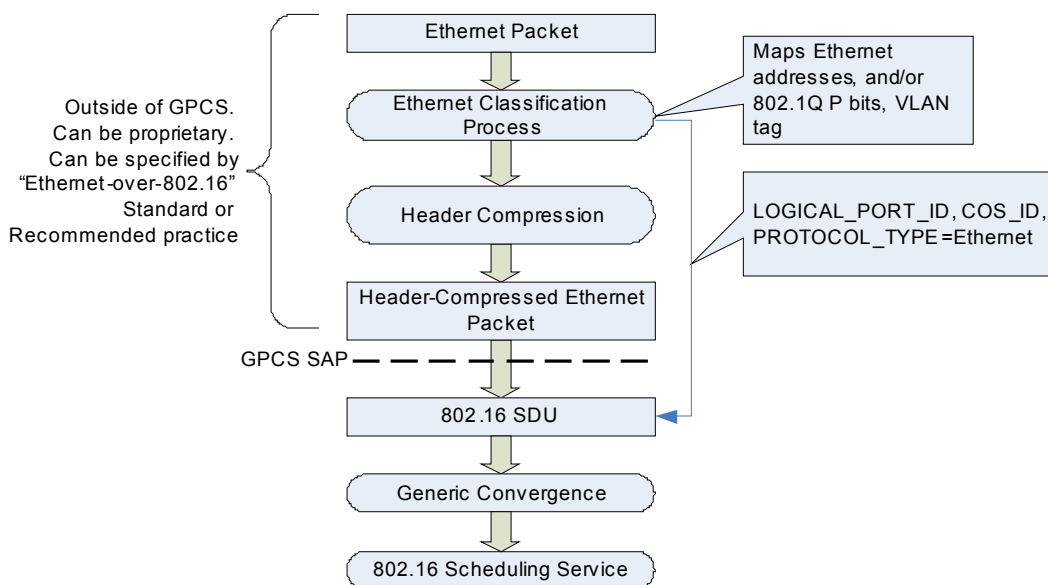 Ethernet Packet
Maps Ethernet
addresses, and/or
802.1Q P bits, VLAN
tag
Ethernet Classification
Process
Outside of GPCS.
Can be proprietary.
Can be specified by
“Ethernet-over-802.16”
Standard or
Recommended practice
LOGICAL_PORT_ID, COS_ID,
PROTOCOL_TYPE=Ethernet
Header Compression
Header-Compressed Ethernet
Packet
GPCS SAP
802.16 SDU
Generic Convergence
802.16 Scheduling Service